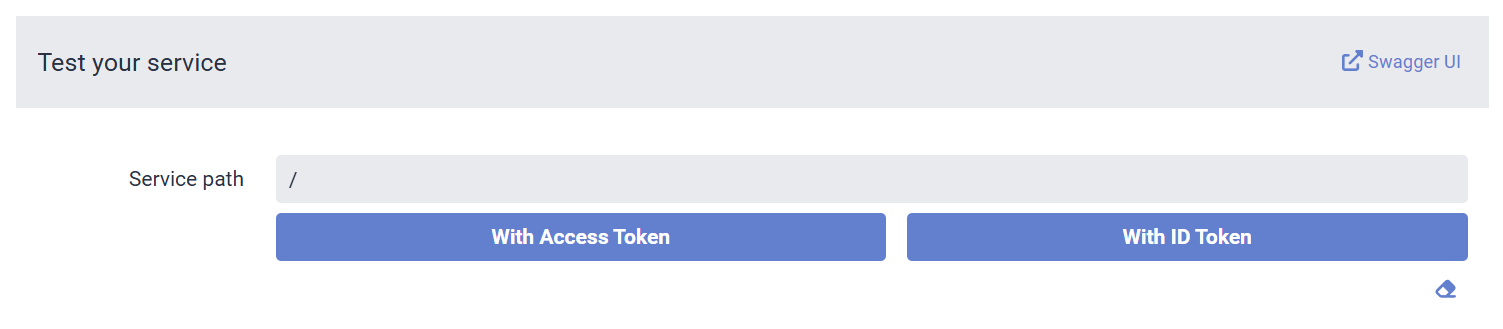 Test your service
Swagger UI
Service path
/
With Access Token
With ID Token